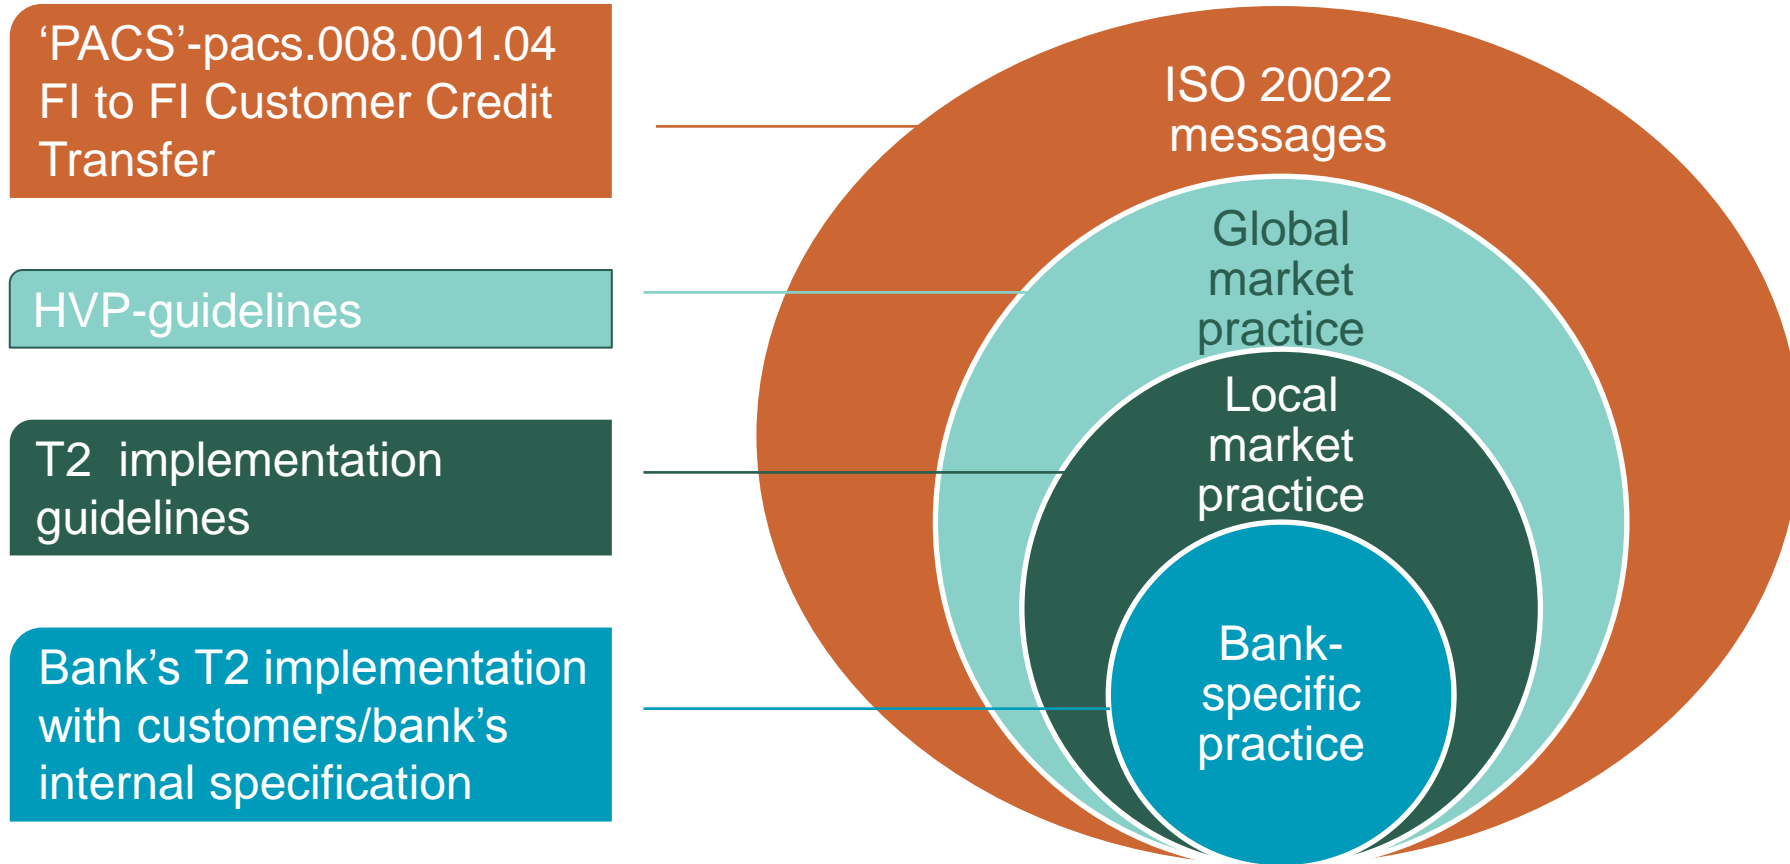 ‘PACS’-pacs.008.001.04
FI to FI Customer Credit
Transfer
HVP-guidelines
T2  implementation
guidelines
Bank’s T2 implementation
with customers/bank’s
internal specification
ISO 20022
messages
Global
market
practice
Local
market
practice
Bank-
specific
practice